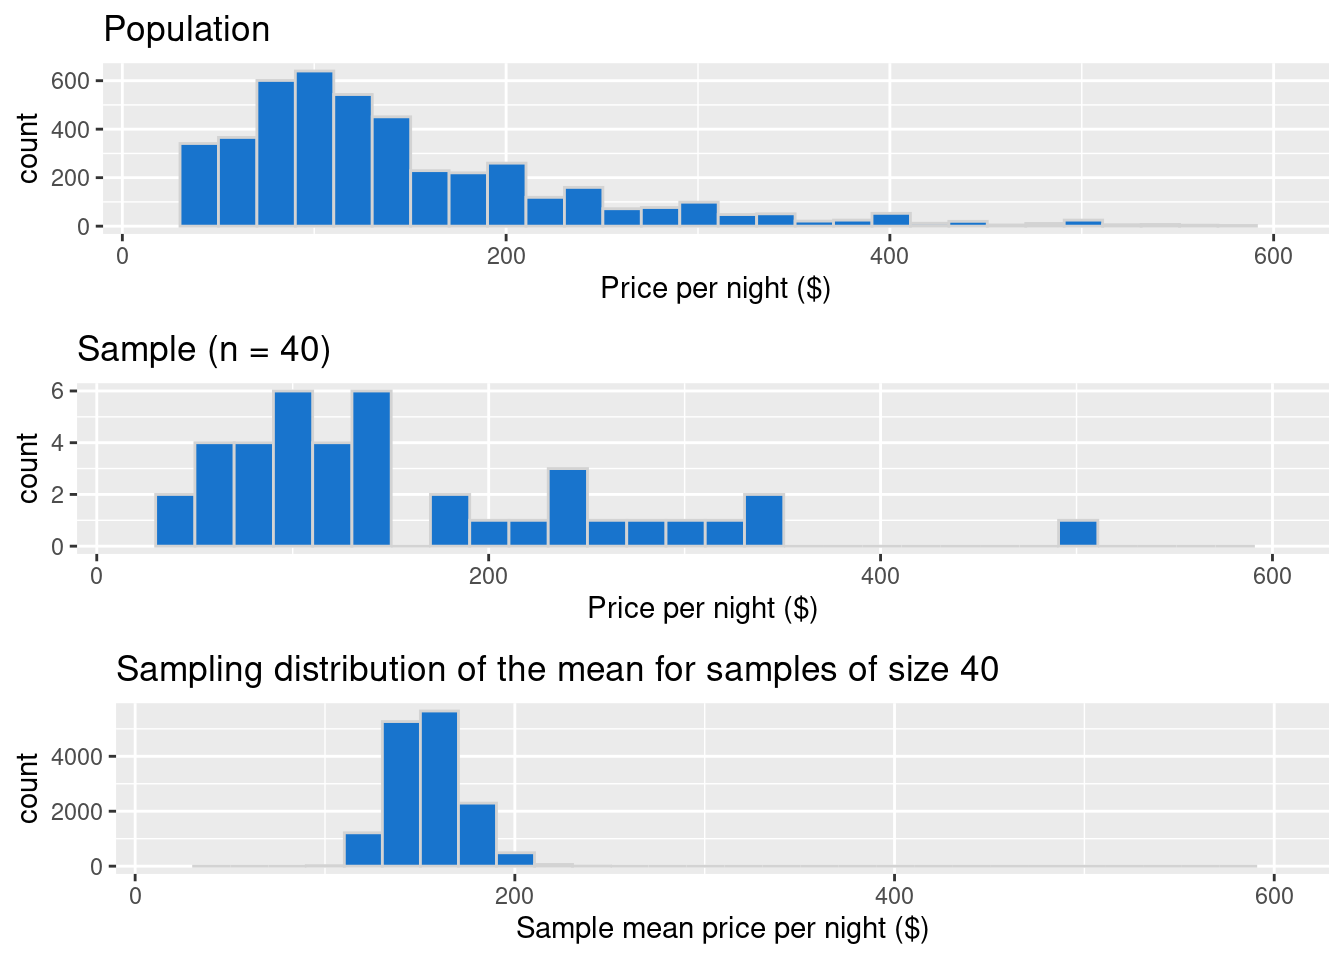 Population
600
400
200
0
count
0 200 400 600
Price per night ($)
Sample (n = 40)
6
4
2
0
count
0 200 400 600
Price per night ($)
Sampling distribution of the mean for samples of size 40
4000
2000
0
count
0 200 400 600
Sample mean price per night ($)